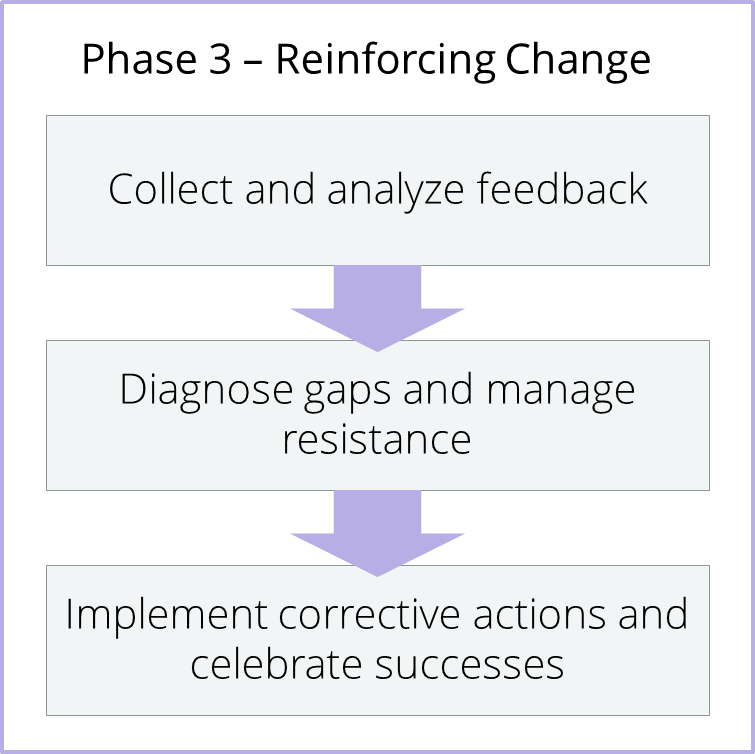 Phase 3 – Reinforcing Change
Collect and analyze feedback
Diagnose gaps and manage
resistance
Implement corrective actions and
celebrate successes